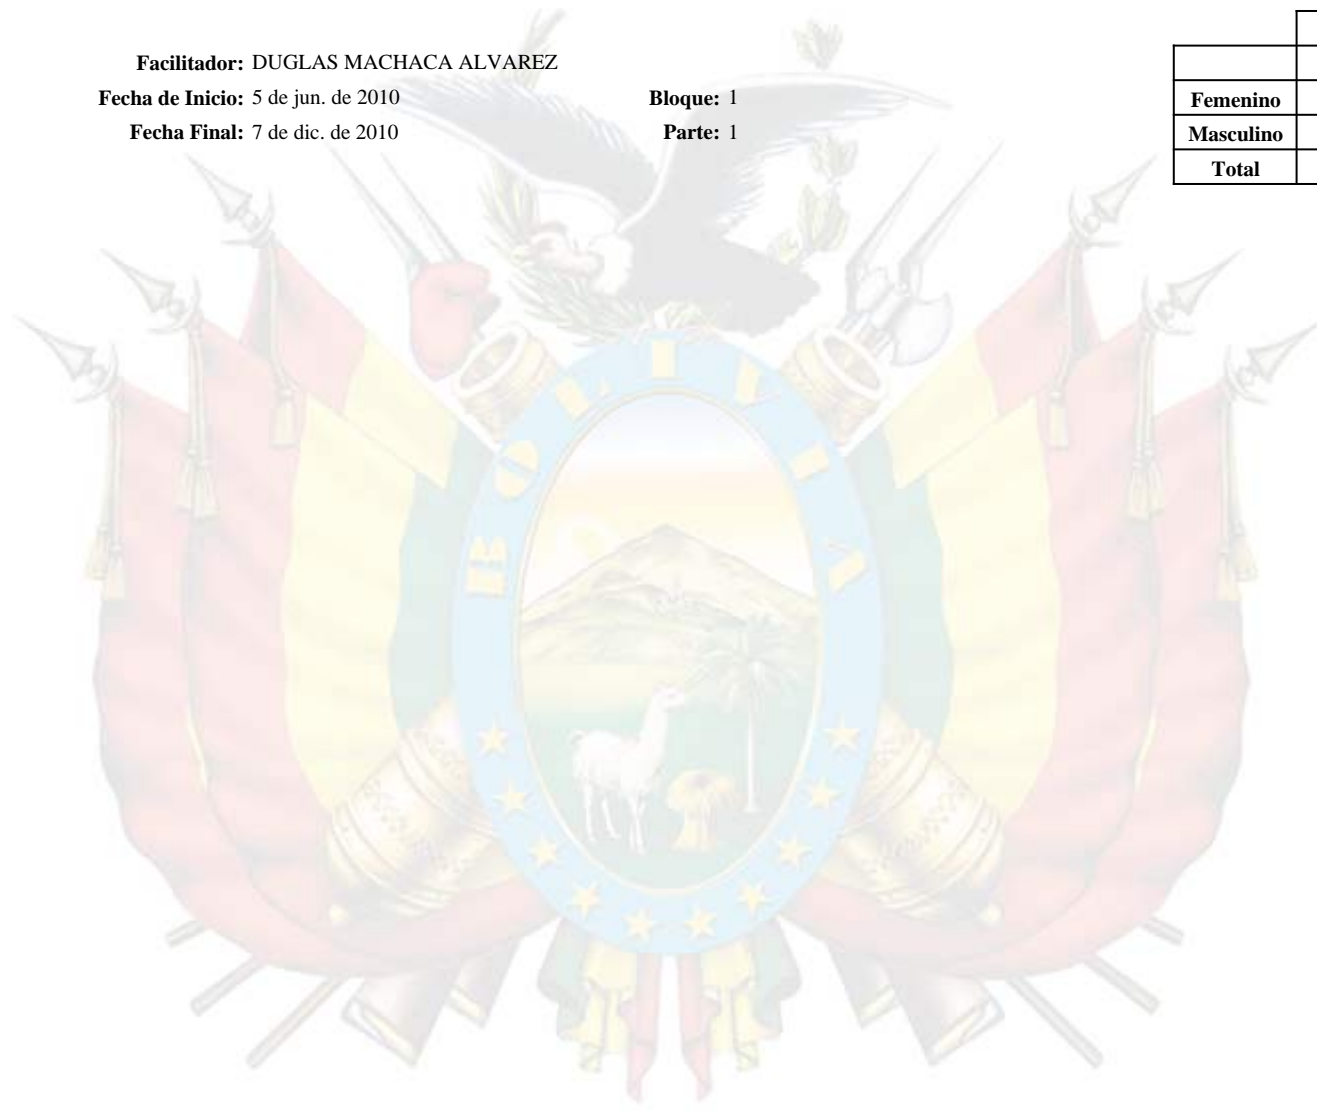 Facilitador: DUGLAS MACHACA ALVAREZ
Fecha de Inicio: 5 de jun. de 2010 Bloque: 1
Fecha Final: 7 de dic. de 2010 Parte: 1
Femenino
Masculino
Total
BOLIVIA